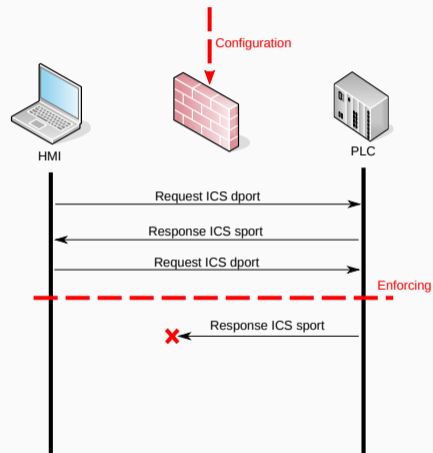 Configuration
HMI
PLC
Request ICS dport
Response ICS sport
Request ICS dport
Enforcing
Response ICS sport